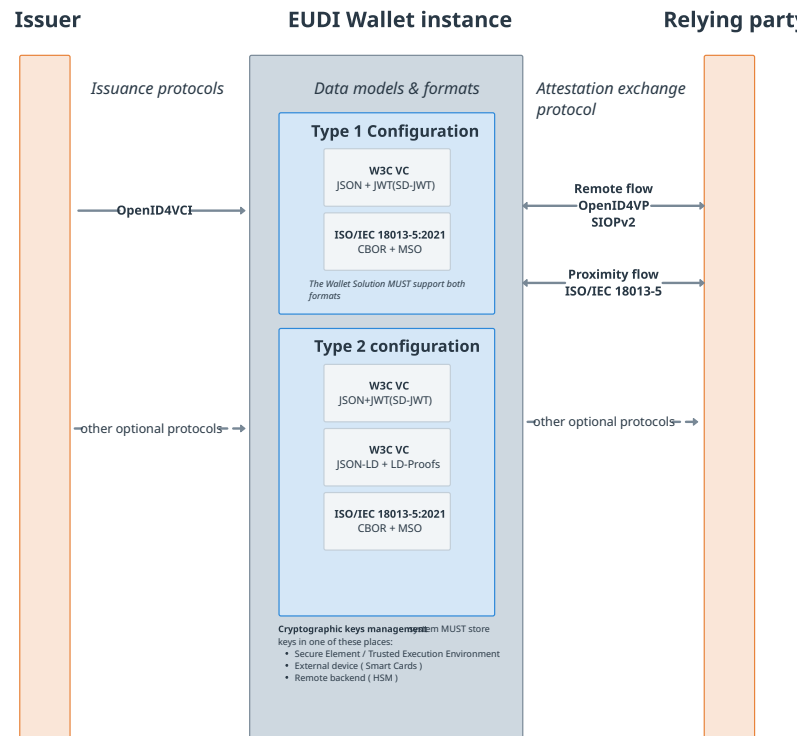 Issuer
EUDI Wallet instance
Relying party
Issuance protocols
Data models & formats
Attestation exchange
protocol
Type 1 Configuration
W3C VC
JSON + JWT(SD-JWT)
ISO/IEC 18013-5:2021
CBOR + MSO
The Wallet Solution MUST support both
formats
OpenID4VCI
Remote flow
OpenID4VP
SIOPv2
Proximity flow
ISO/IEC 18013-5
Type 2 configuration
W3C VC
JSON+JWT(SD-JWT)
W3C VC
JSON-LD + LD-Proofs
ISO/IEC 18013-5:2021
CBOR + MSO
other optional protocols
other optional protocols
Cryptographic keys management system MUST store
keys in one of these places:
• Secure Element / Trusted Execution Environment
• External device ( Smart Cards )
• Remote backend ( HSM )